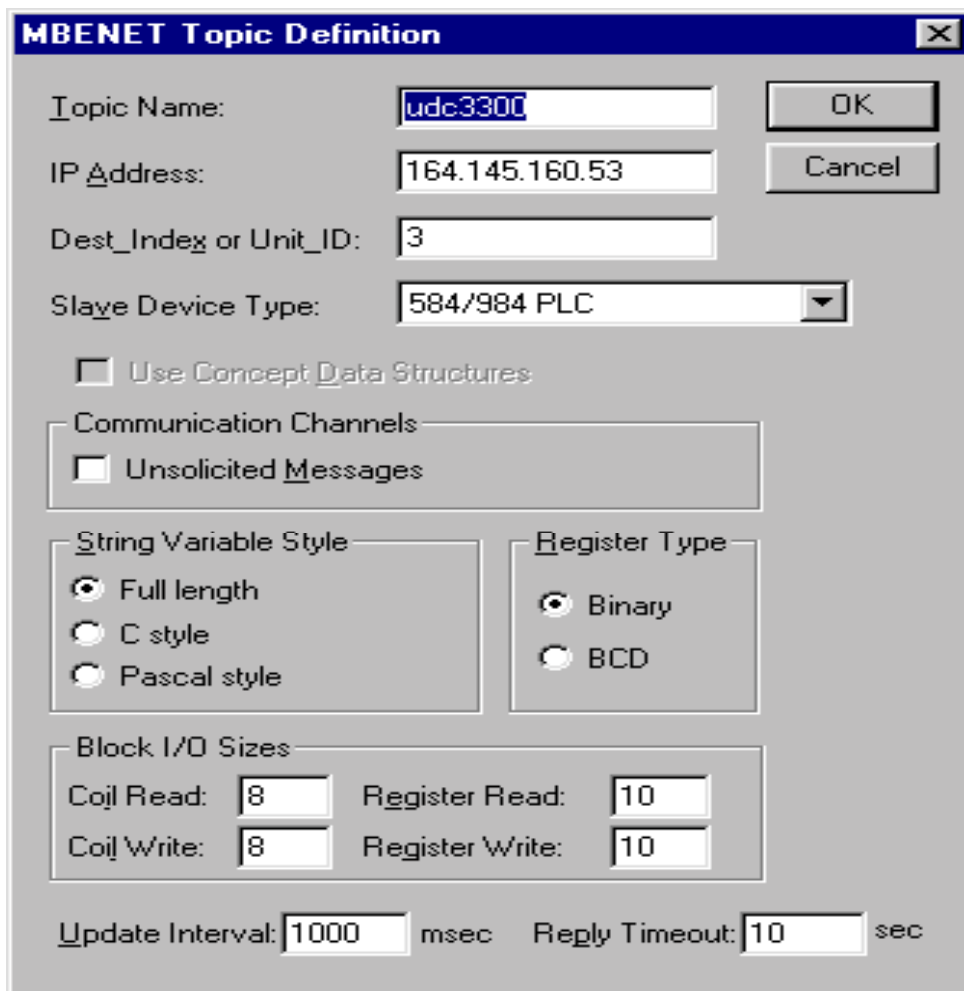 MBENET Topic Definition
Topic Name: udc3300 OK
IP Address: 164.145.160.53 Cancel
Dest_Index or Unit_ID: 3
Slave Device Type: 584/984 PLC
Use Concept Data Structures
Communication Channels
Unsolicited Messages
String Variable Style
Full length
C style
Pascal style
Register Type
Binary
BCD
Block I/O Sizes
Coil Read: 8 Register Read: 10
Coil Write: 8 Register Write: 10
Update Interval: 1000 msec Reply Timeout: 10 sec